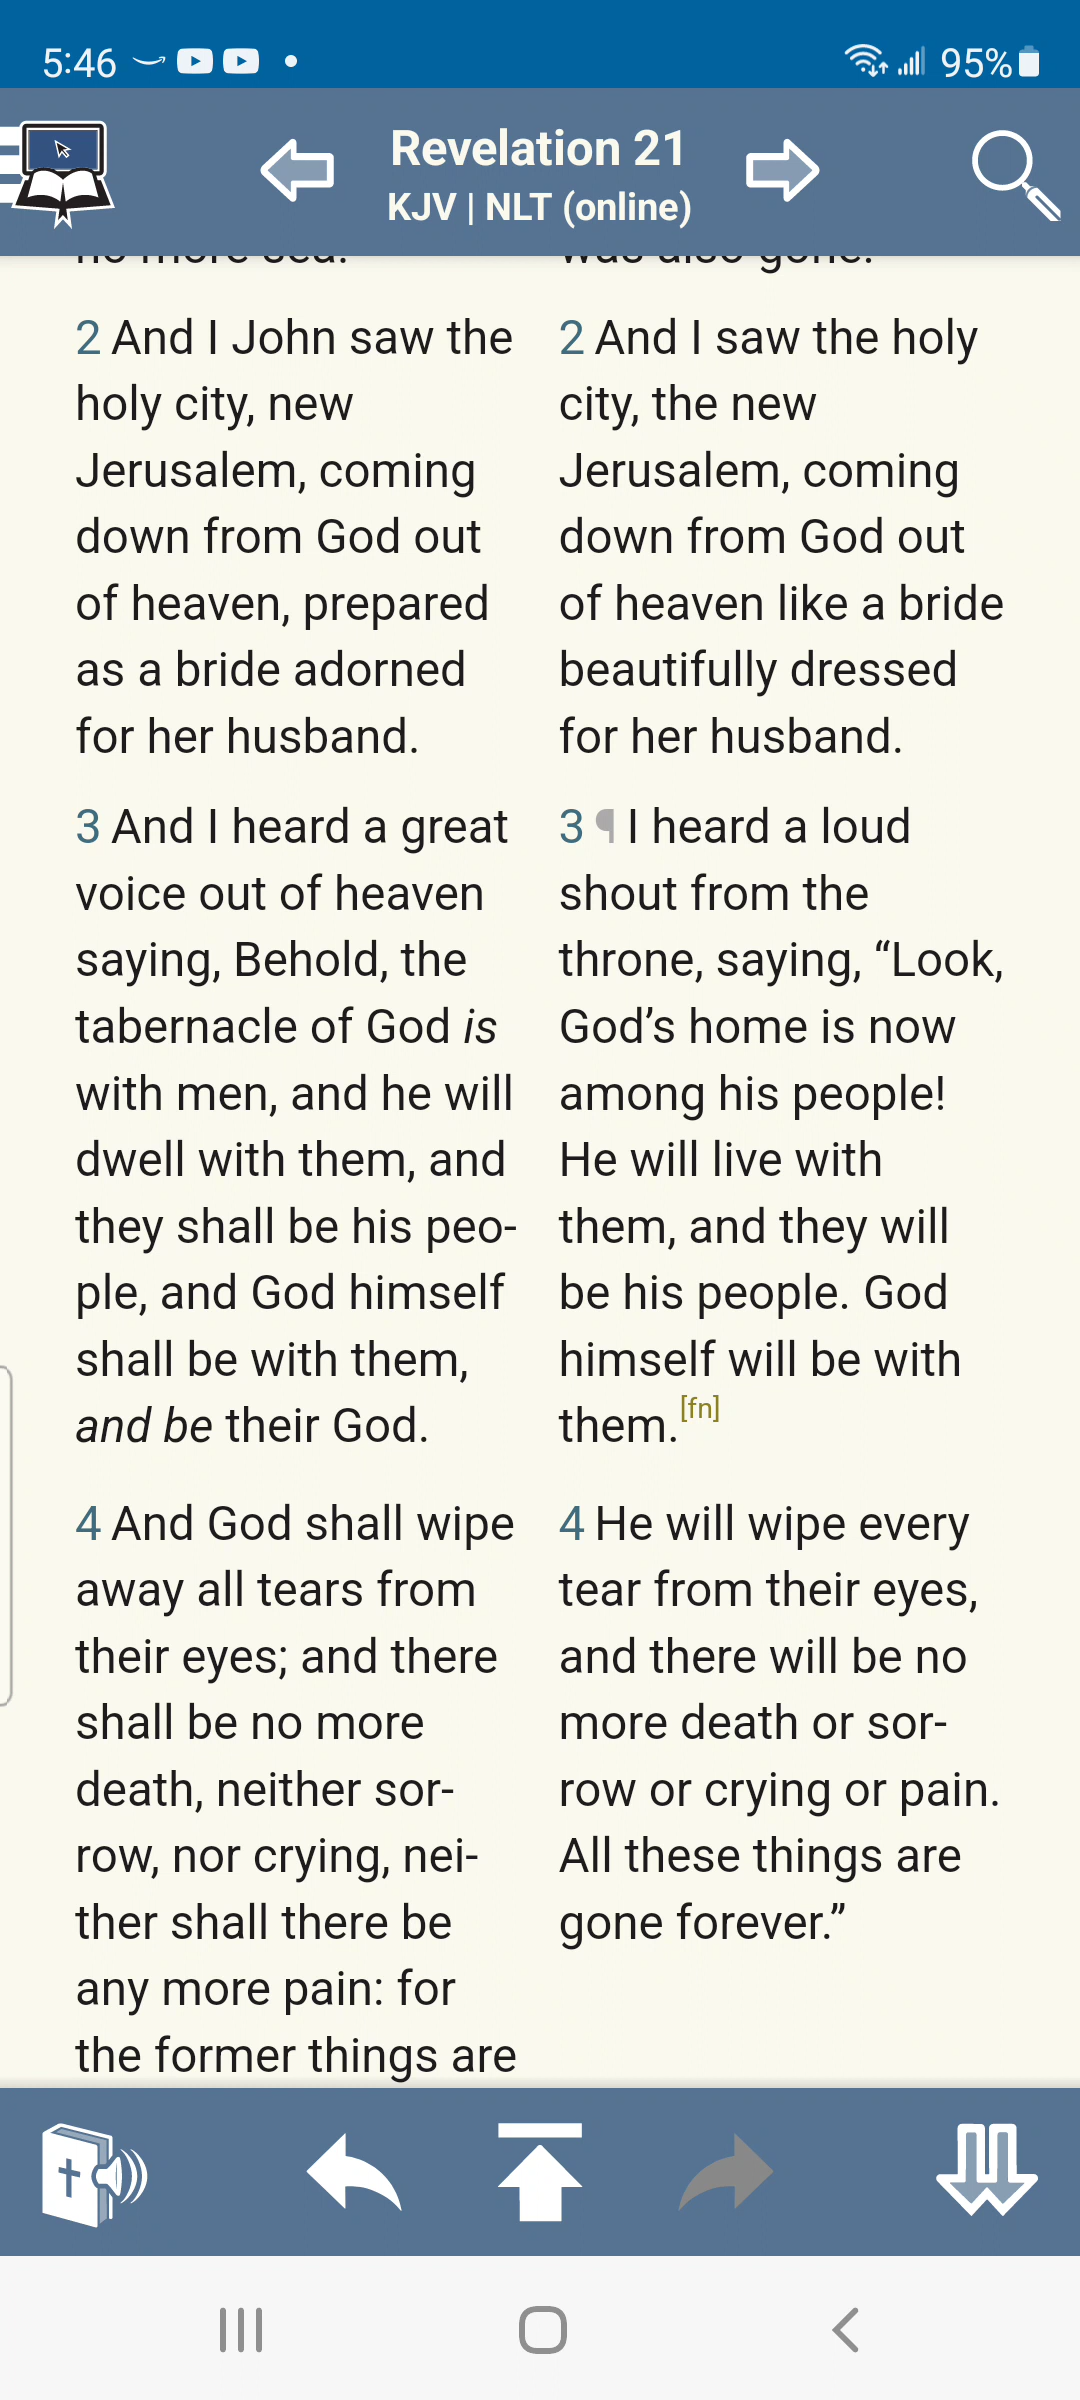 5:46
95%
Revelation 21
KJV | NLT (online)
no more sea.
2 And I John saw the
holy city, new
Jerusalem, coming
down from God out
of heaven, prepared
as a bride adorned
for her husband.
3 And I heard a great
voice out of heaven
saying, Behold, the
tabernacle of God is
with men, and he will
dwell with them, and
they shall be his peo-
ple, and God himself
shall be with them,
and be their God.
4 And God shall wipe
away all tears from
their eyes; and there
shall be no more
death, neither sor-
row, nor crying, nei-
ther shall there be
any more pain: for
the former things are
was also gone.
2 And I saw the holy
city, the new
Jerusalem, coming
down from God out
of heaven like a bride
beautifully dressed
for her husband.
3 ¶ I heard a loud
shout from the
throne, saying, “Look,
God’s home is now
among his people!
He will live with
them, and they will
be his people. God
himself will be with
them.[fn]
4 He will wipe every
tear from their eyes,
and there will be no
more death or sor-
row or crying or pain.
All these things are
gone forever.”